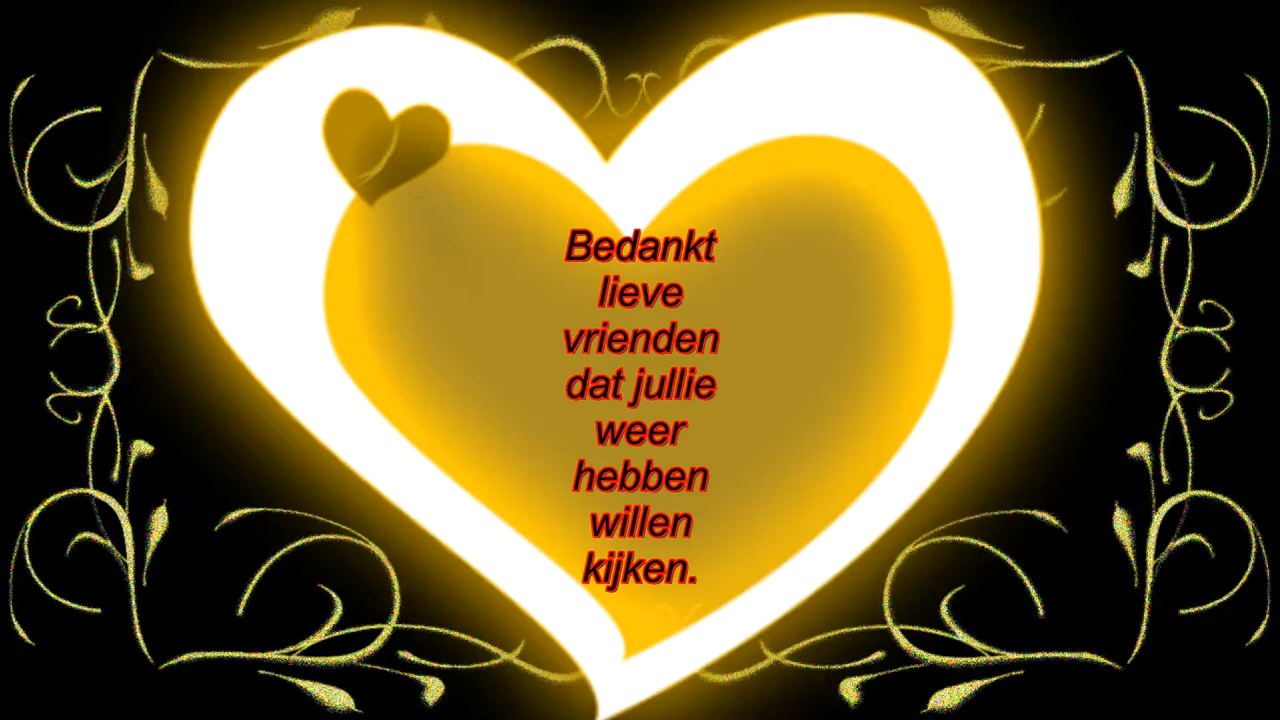 Bedankt
lieve
vrienden
dat jullie
weer
hebben
willen
kijken.